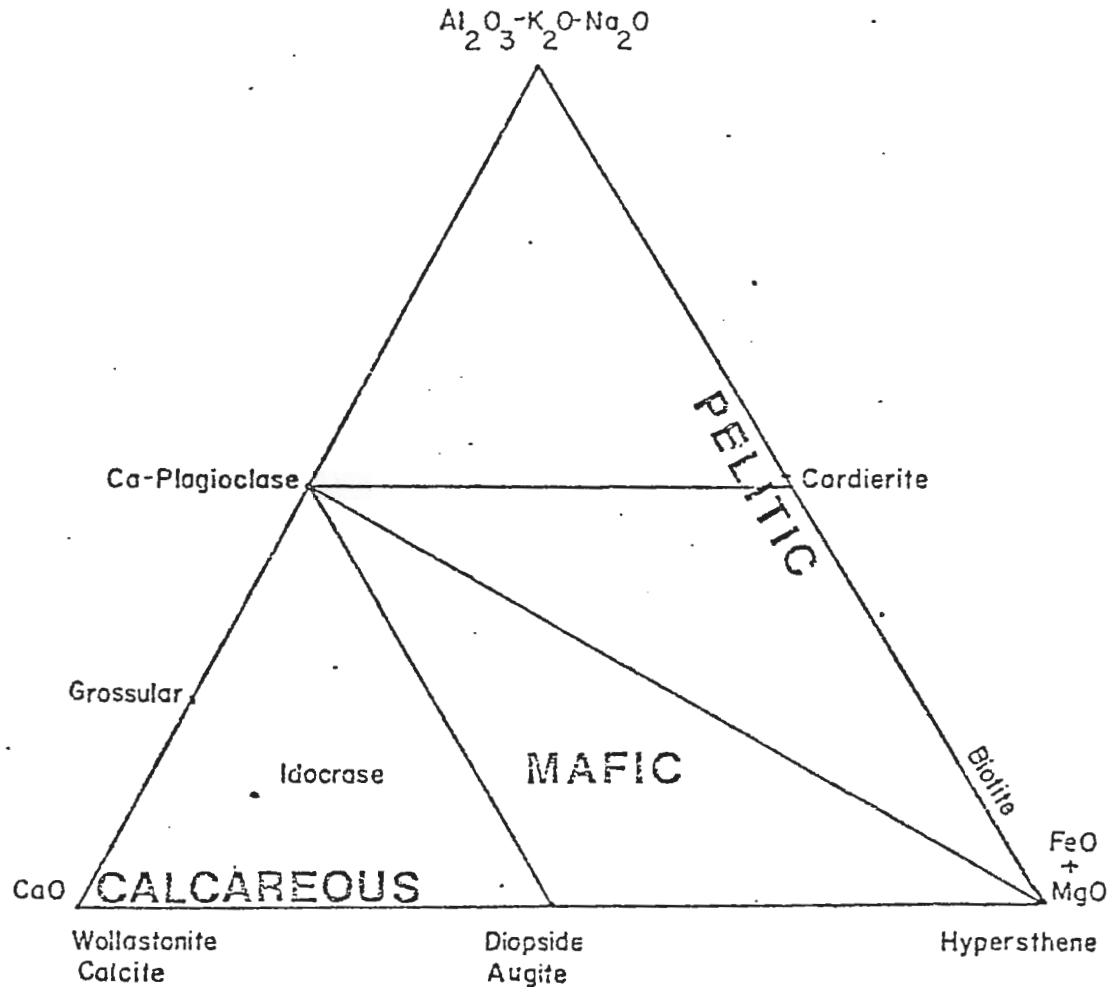 Al2O3-K2O-Na2O
PELITIC
Ca-Plagioclase
Cordierite
Grossular
Idocrase
MAFIC
Biotite
FeO
+
MgO
CaO
CALCAREOUS
Wollastonite
Calcite
Diopside
Augite
Hypersthene